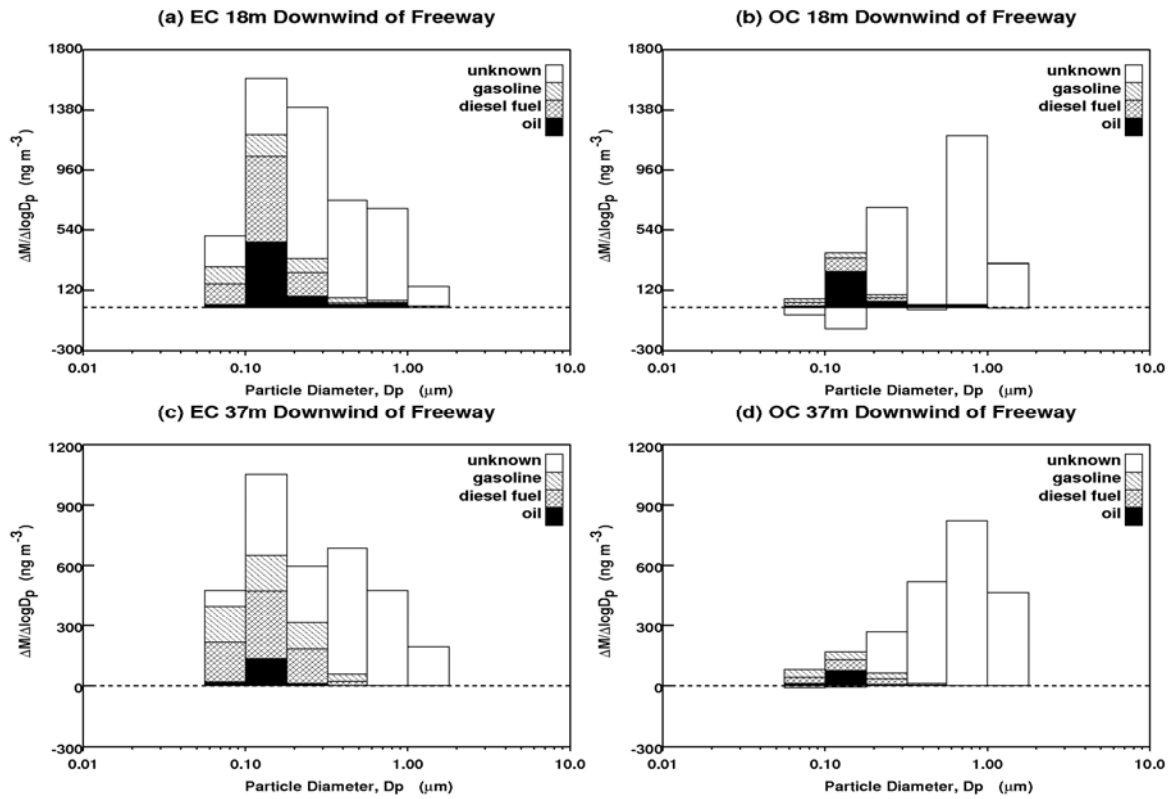 (a) EC 18m Downwind of Freeway
1800
1380
960
540
120
-300
ΔM/ΔlogDp (ng m-3)
unknown
gasoline
diesel fuel
oil
0.01 0.10 1.00 10.0
Particle Diameter, Dp (μm)
(b) OC 18m Downwind of Freeway
1800
1380
960
540
120
-300
ΔM/ΔlogDp (ng m-3)
unknown
gasoline
diesel fuel
oil
0.01 0.10 1.00 10.0
Particle Diameter, Dp (μm)
(c) EC 37m Downwind of Freeway
1200
900
600
300
0
-300
ΔM/ΔlogDp (ng m-3)
unknown
gasoline
diesel fuel
oil
0.01 0.10 1.00 10.0
Particle Diameter, Dp (μm)
(d) OC 37m Downwind of Freeway
1200
900
600
300
0
-300
ΔM/ΔlogDp (ng m-3)
unknown
gasoline
diesel fuel
oil
0.01 0.10 1.00 10.0
Particle Diameter, Dp (μm)